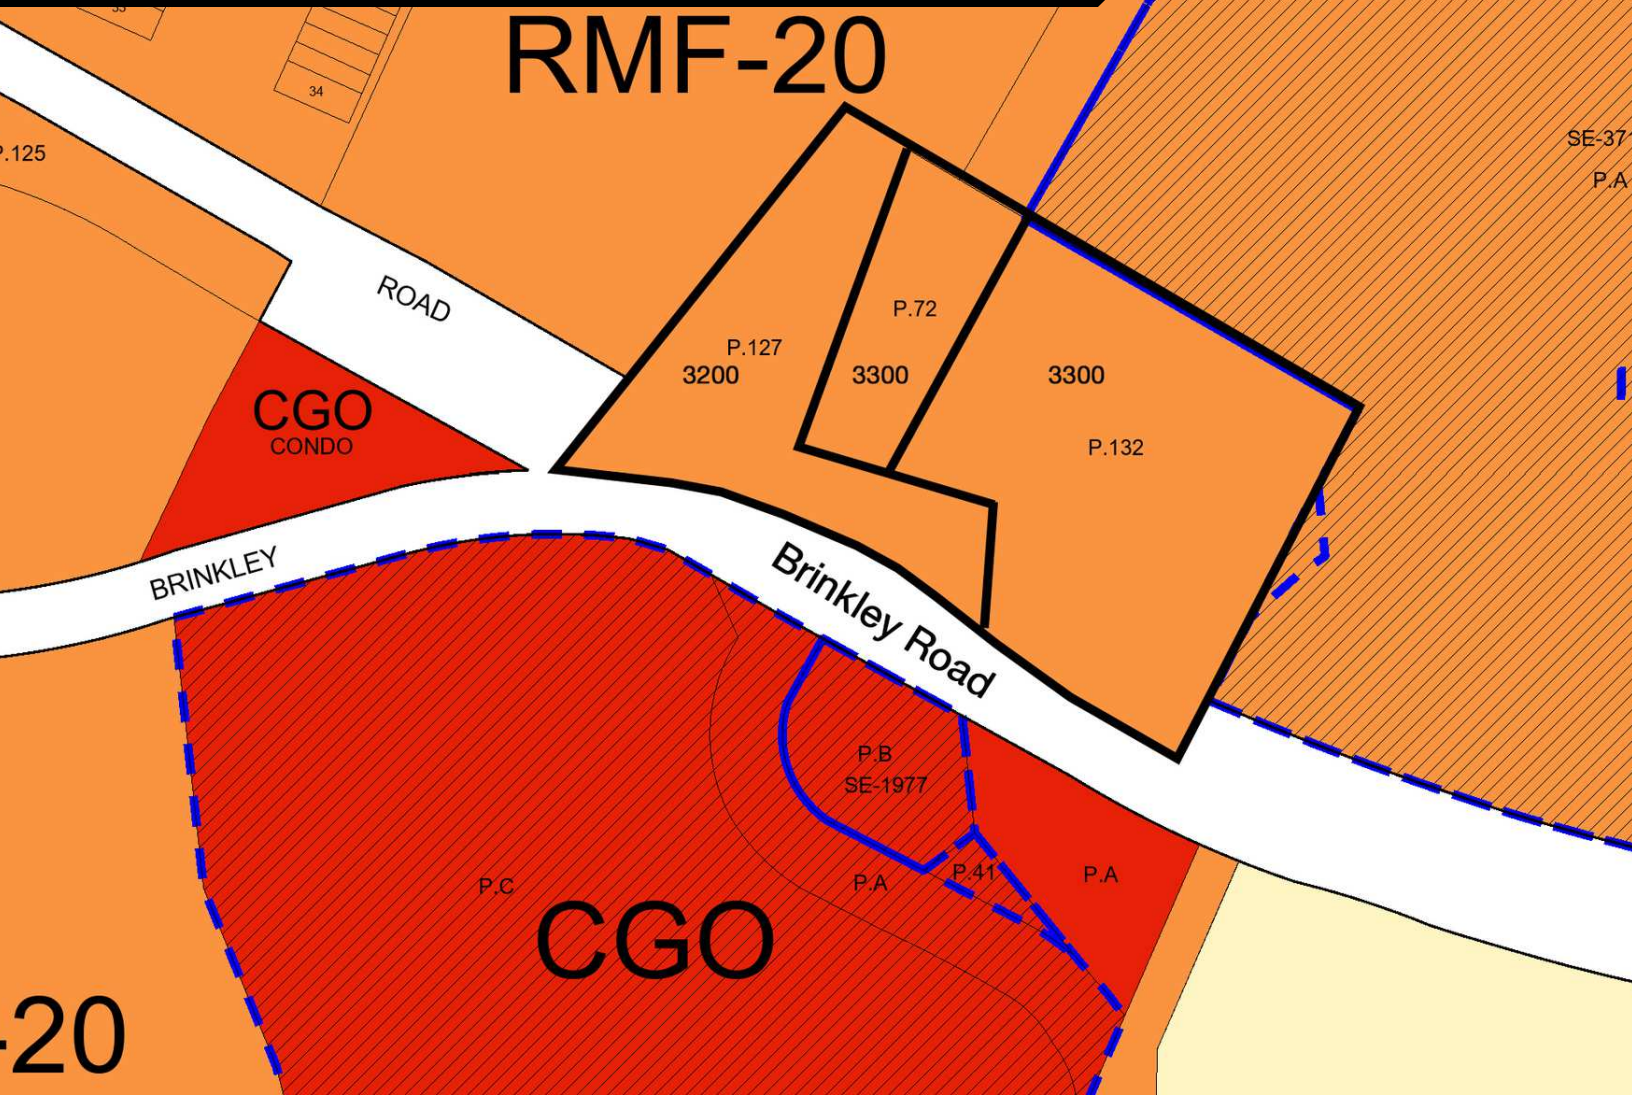 RMF-20
34
SE-371
P.A
P.125
ROAD
P.72
P.127
3200
3300
3300
P.132
CGO
CONDO
BRINKLEY
Brinkley Road
P.B
SE-1977
P.41
P.A
P.A
P.C
CGO
-20